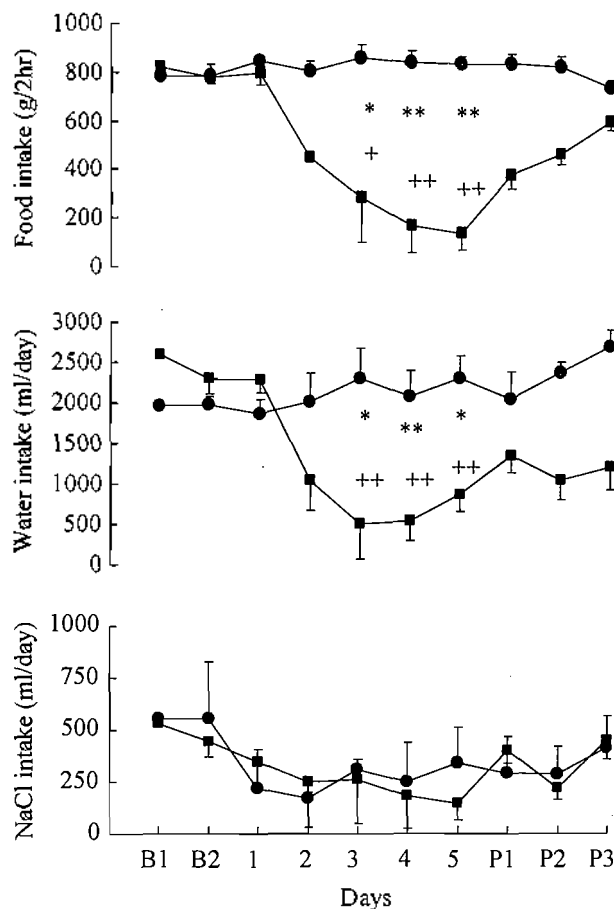 Food intake (g/2hr)
1000
800
600
400
200
0
* ** **
+ ++ ++
Water intake (ml/day)
3000
2500
2000
1500
1000
500
0
* ** *
++ ++ ++
NaCl intake (ml/day)
1000
750
500
250
0
B1 B2 1 2 3 4 5 P1 P2 P3
Days